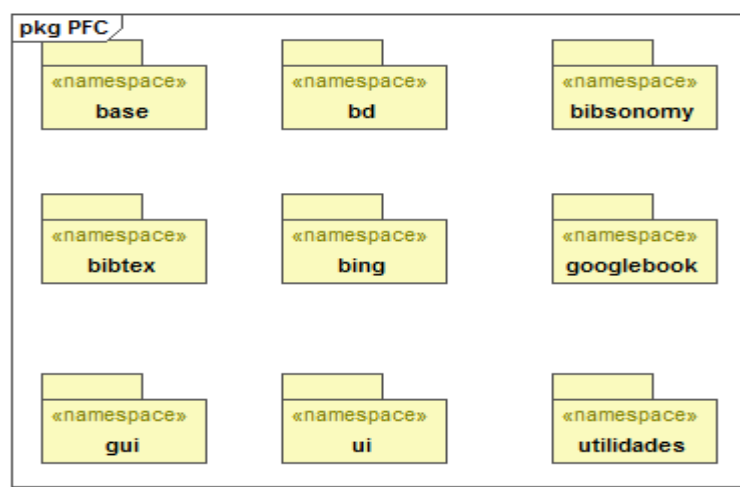 pkg PFC
«namespace»
base
«namespace»
bd
«namespace»
bibsonomy
«namespace»
bibtex
«namespace»
bing
«namespace»
googlebook
«namespace»
gui
«namespace»
ui
«namespace»
utilidades